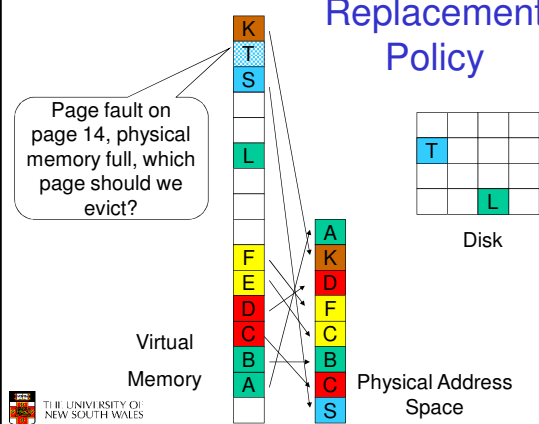 Replacement
Policy
K
T
S
Page fault on
page 14, physical
memory full, which
page should we
evict?
L
T
L
Disk
F
E
D
C
B
A
A
K
D
F
C
B
C
S
Virtual
Memory
Physical Address
Space
THE UNIVERSITY OF
NEW SOUTH WALES